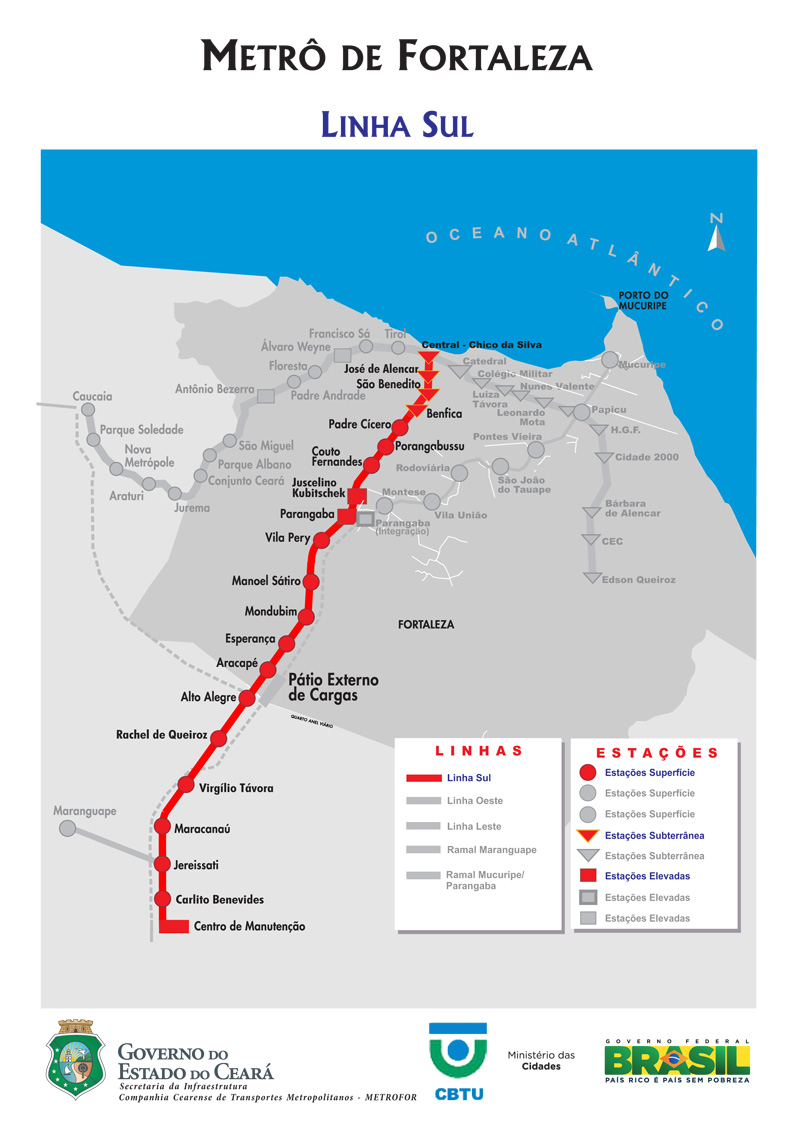 METRÔ DE FORTALEZA
LINHA SUL
N
OCEANO ATLÂNTICO
PORTO DO
MUCURIPE
Francisco Sá
Tirol
Central - Chico da Silva
Álvaro Weyne
Catedral
Mucuripe
Floresta
José de Alencar
Colégio Militar
São Benedito
Nunes Valente
Antônio Bezerra
Padre Andrade
Luiza
Távora
Caucaia
Benfica
Leonardo
Mota
Papicu
Padre Cícero
Parque Soledade
H.G.F.
Pontes Vieira
São Miguel
Porangabussu
Nova
Metrópole
Couto
Fernandes
Cidade 2000
Parque Albano
Rodoviária
Conjunto Ceará
São João
do Tauape
Juscelino
Kubitschek
Araturi
Montese
Jurema
Bárbara
de Alencar
Parangaba
Vila União
Parangaba
(Integração)
Vila Pery
CEC
Manoel Sátiro
Edson Queiroz
Mondubim
FORTALEZA
Esperança
Aracapé
Pátio Externo
de Cargas
Alto Alegre
QUARTO ANEL VIÁRIO
Rachel de Queiroz
Virgílio Távora
Maranguape
Maracanaú
Jereissati
Carlito Benevides
Centro de Manutenção
LINHAS
Linha Sul
Linha Oeste
Linha Leste
Ramal Maranguape
Ramal Mucuripe/
Parangaba
ESTAÇÕES
Estações Superfície
Estações Superfície
Estações Superfície
Estações Subterrânea
Estações Subterrânea
Estações Elevadas
Estações Elevadas
Estações Elevadas
GOVERNO DO
ESTADO DO CEARÁ
Secretaria da Infraestrutura
Companhia Cearense de Transportes Metropolitanos - METROFOR
CBTU
Ministério das
Cidades
GOVERNO FEDERAL
BRASIL
PAÍS RICO É PAÍS SEM POBREZA